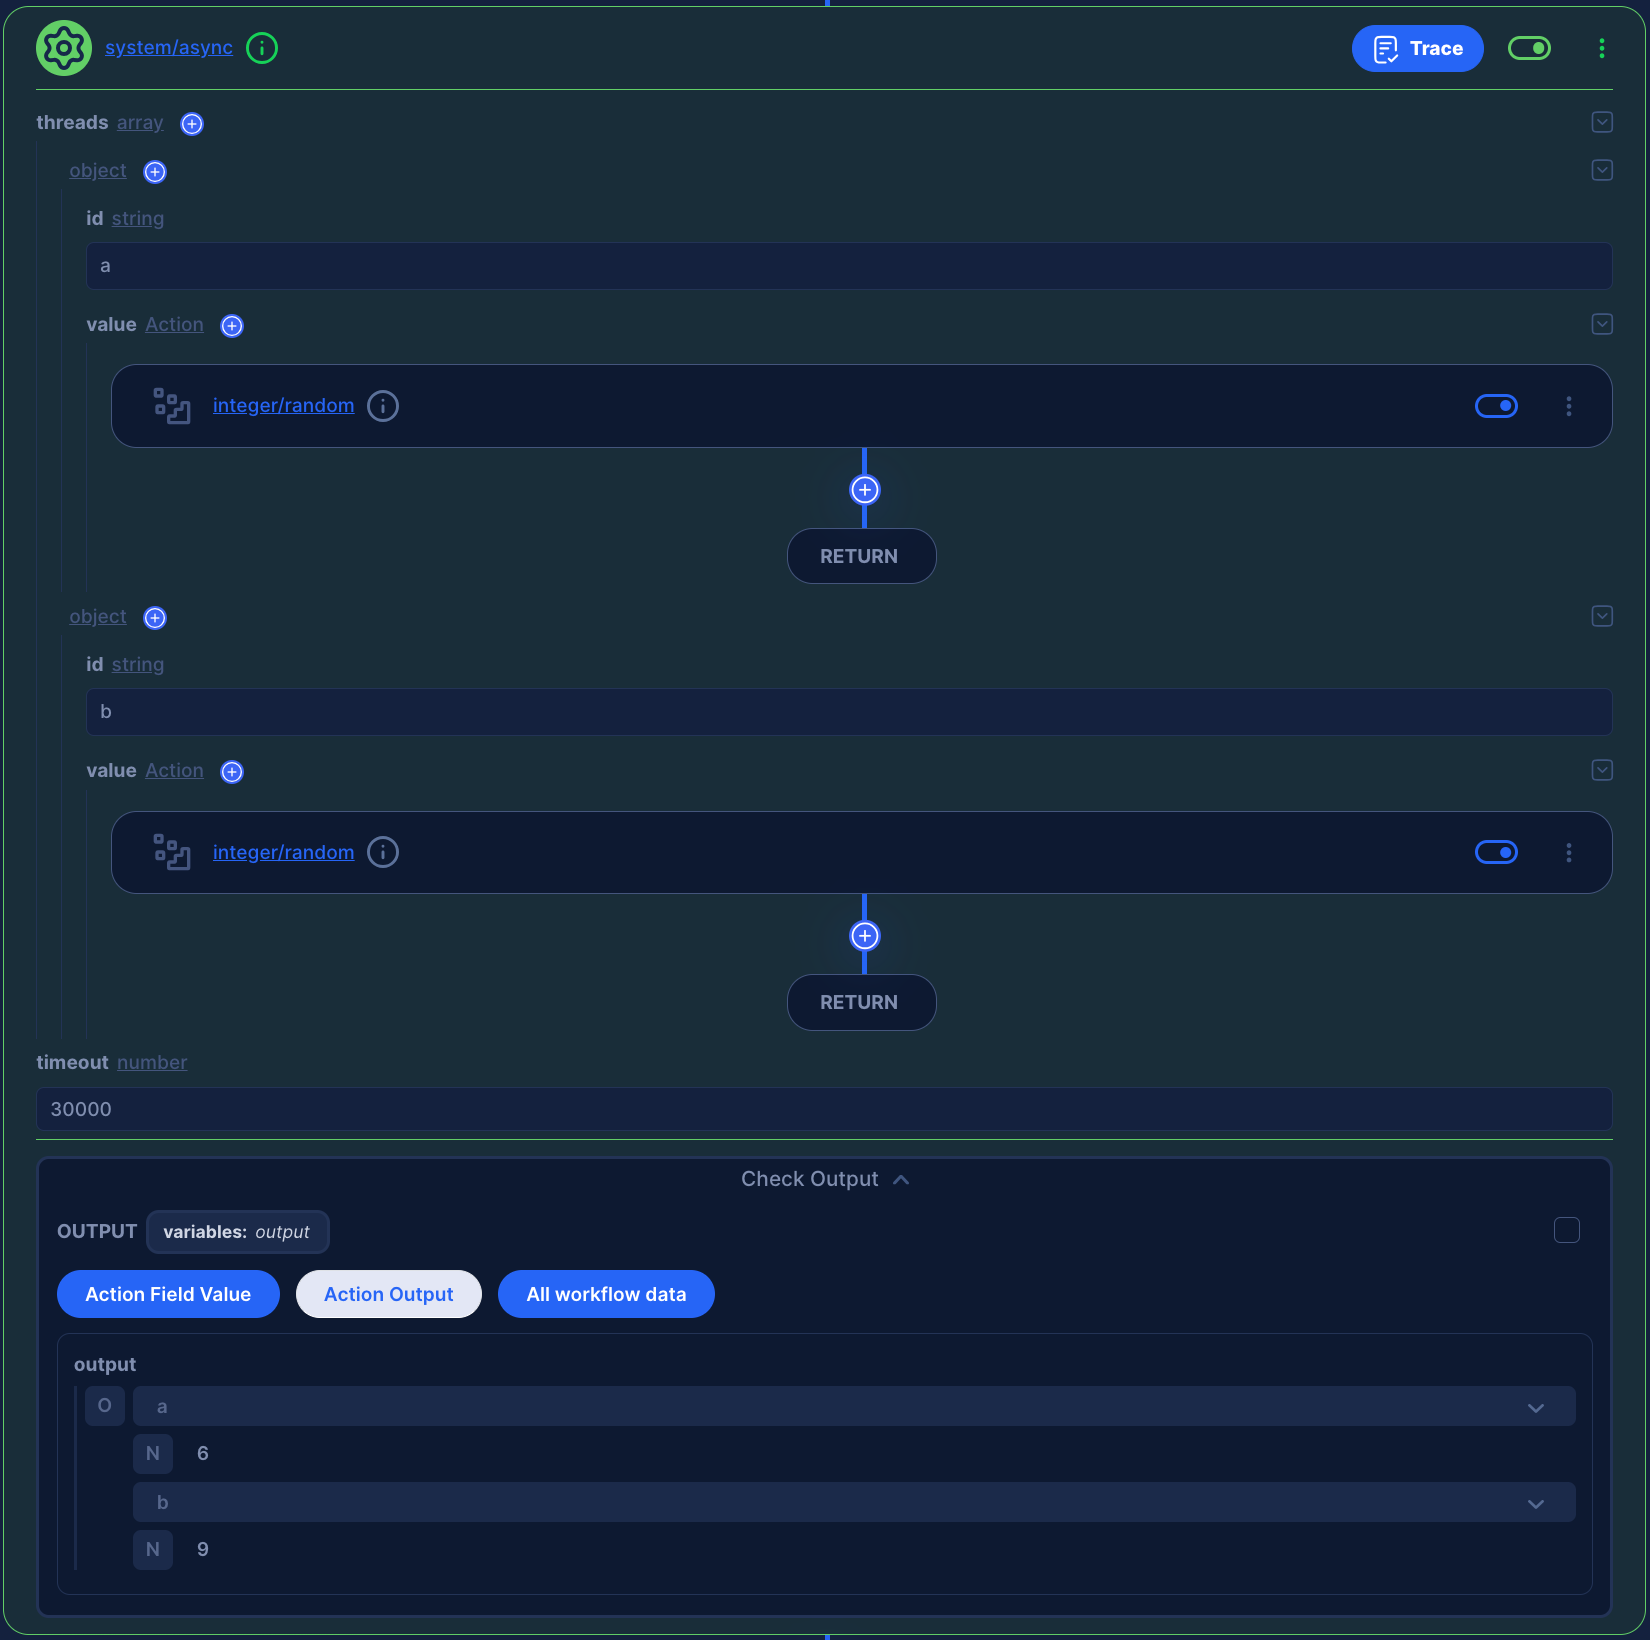 system/async
Trace
threads array
object
id string
a
value Action
integer/random
RETURN
object
id string
b
value Action
integer/random
RETURN
timeout number
30000
Check Output
OUTPUT variables: output
Action Field Value Action Output All workflow data
output
O a
N 6
b
N 9